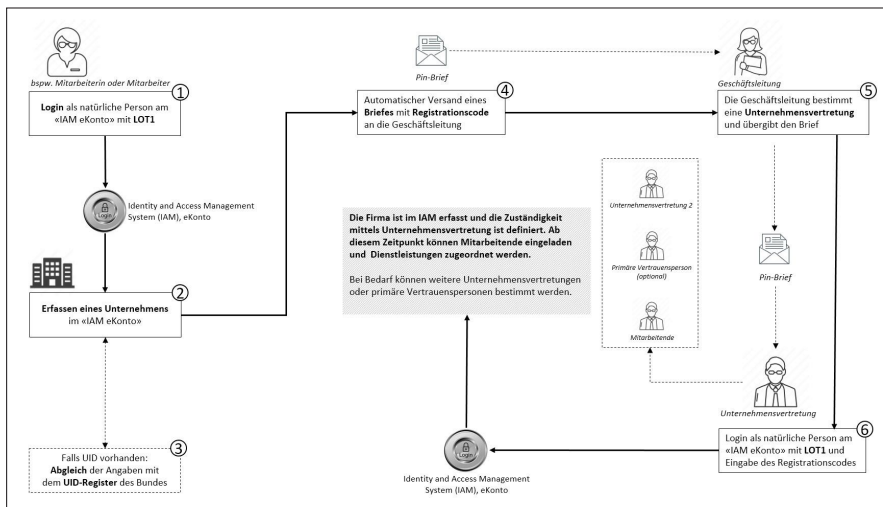 bspw. Mitarbeiterin oder Mitarbeiter
1
Login als natürliche Person am
«IAM eKonto» mit LOT1
Login
Identity and Access Management
System (IAM), eKonto
2
Erfassen eines Unternehmens
im «IAM eKonto»
3
Falls UID vorhanden:
Abgleich der Angaben mit
dem UID-Register des Bundes
Pin-Brief
4
Automatischer Versand eines
Briefes mit Registrationscode
an die Geschäftsleitung
Geschäftsleitung
5
Die Geschäftsleitung bestimmt
eine Unternehmensvertretung
und übergibt den Brief
Pin-Brief
Unternehmensvertretung
6
Login als natürliche Person am
«IAM eKonto» mit LOT1 und
Eingabe des Registrationscodes
Unternehmensvertretung 2
Primäre Vertrauensperson
(optional)
Mitarbeitende
Login
Identity and Access Management
System (IAM), eKonto
Die Firma ist im IAM erfasst und die Zuständigkeit
mittels Unternehmensvertretung ist definiert. Ab
diesem Zeitpunkt können Mitarbeitende eingeladen
und Dienstleistungen zugeordnet werden.
Bei Bedarf können weitere Unternehmensvertretungen
oder primäre Vertrauenspersonen bestimmt werden.